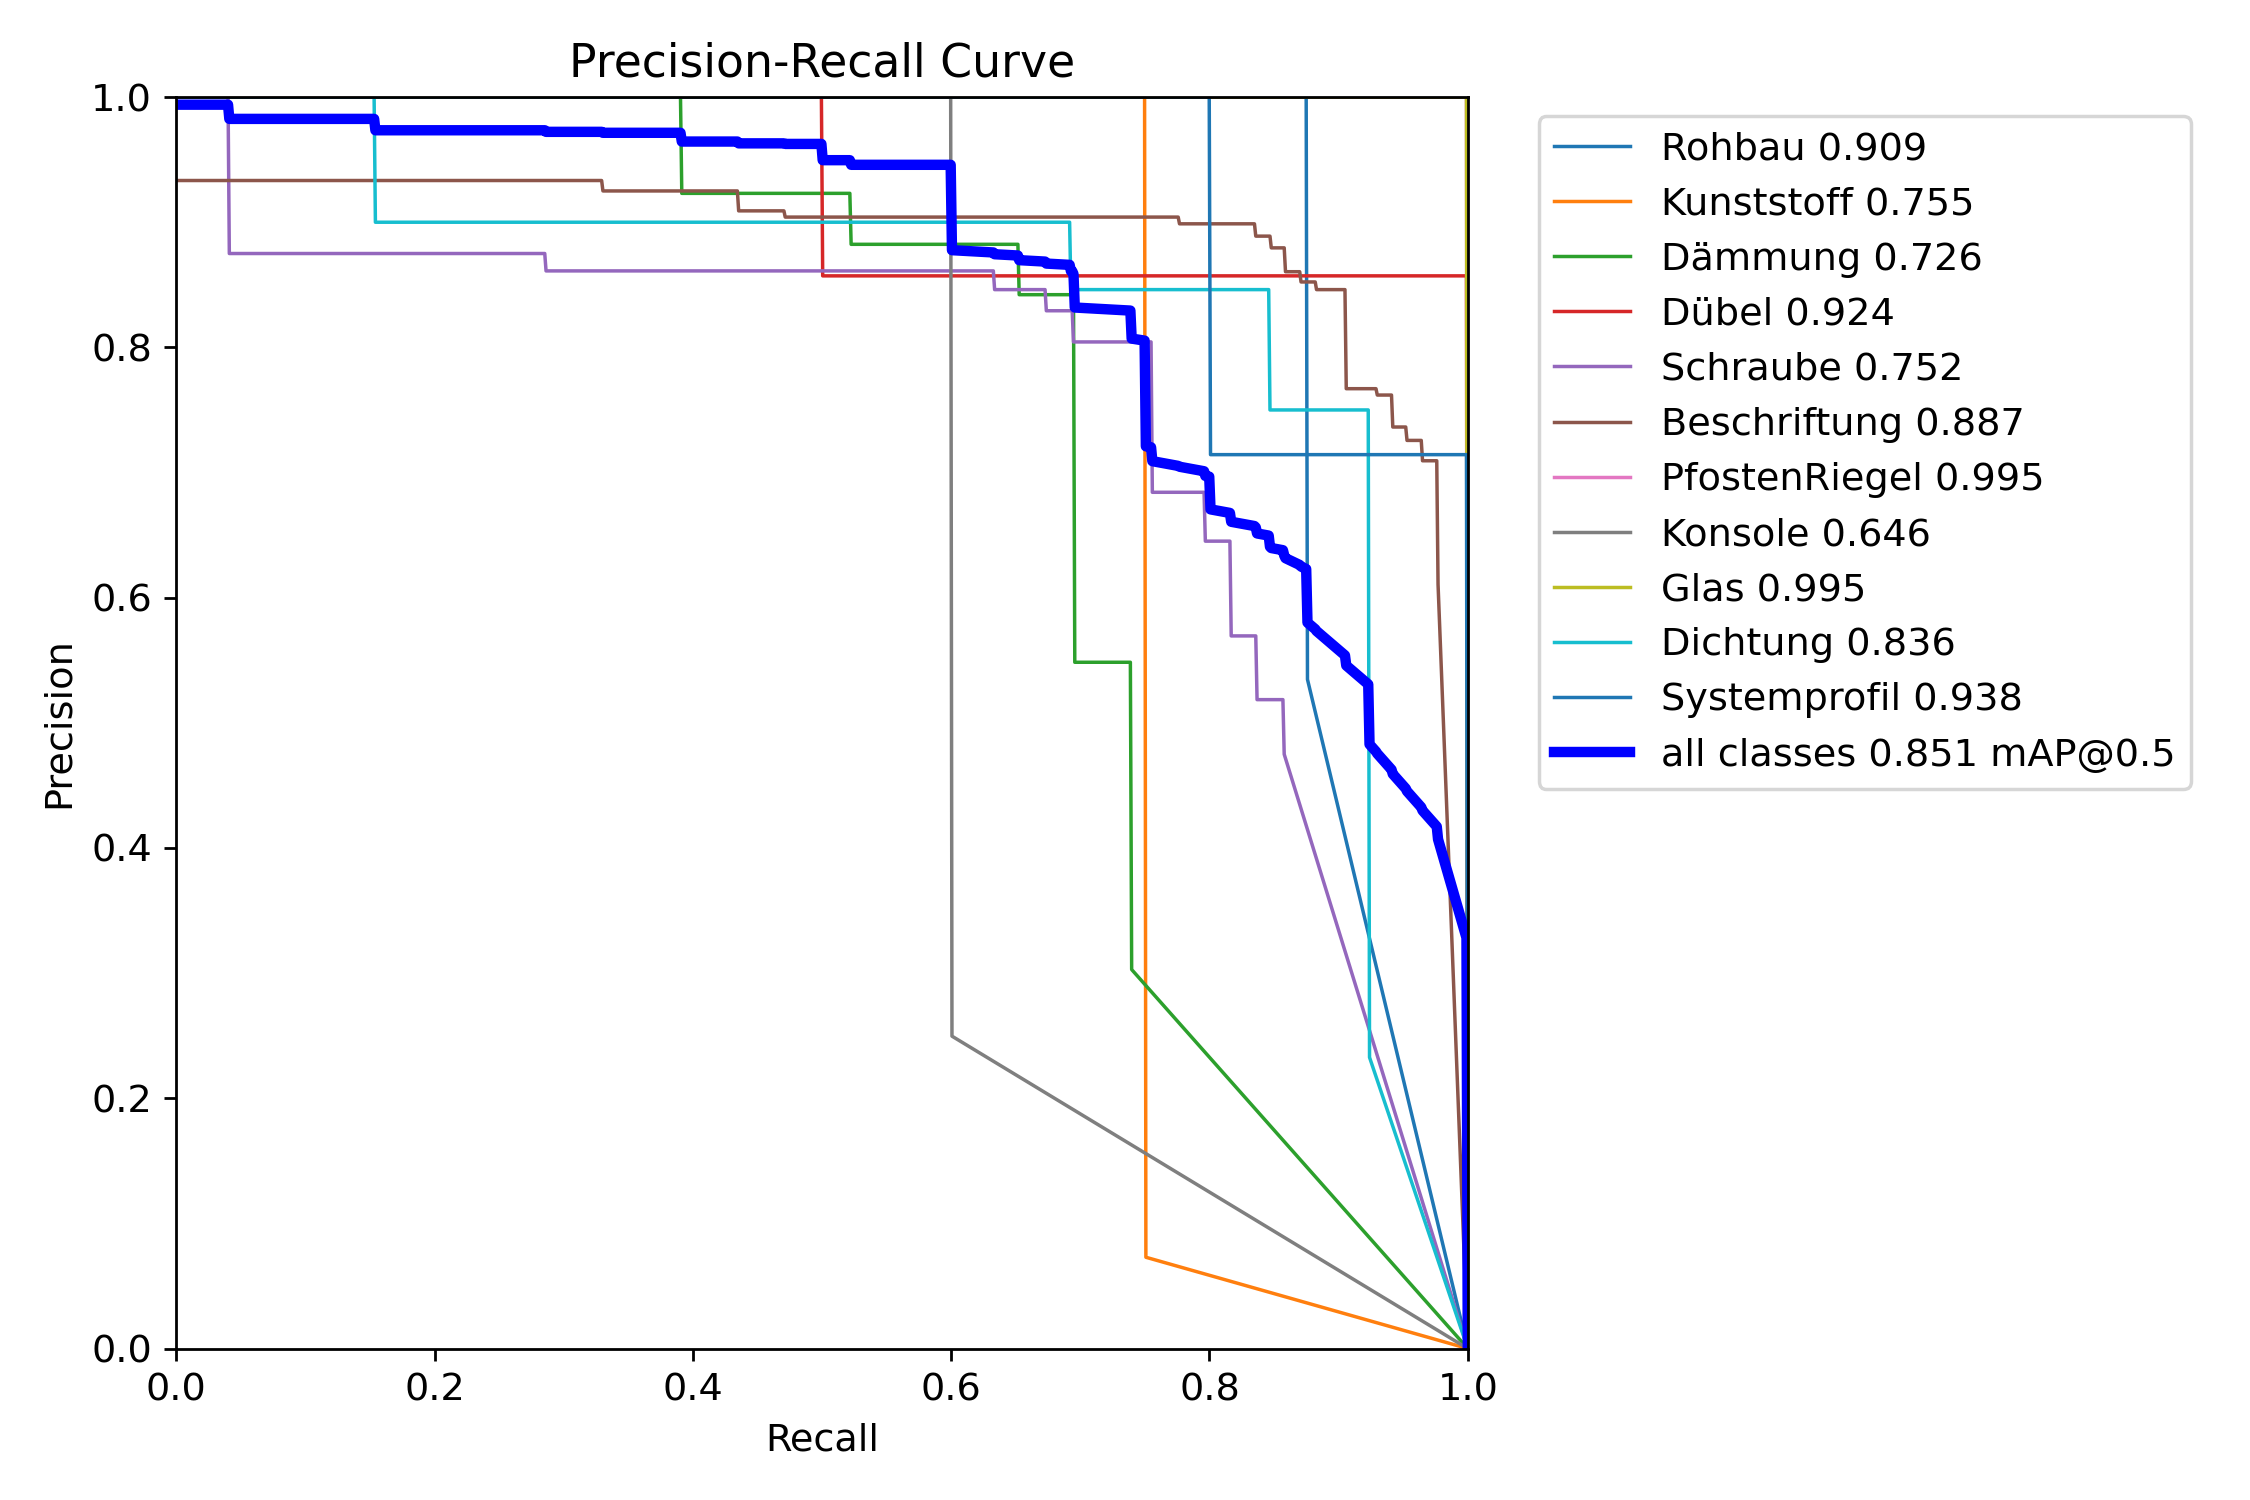 Precision-Recall Curve
1.0
0.8
0.6
0.4
0.2
0.0
Precision
0.0 0.2 0.4 0.6 0.8 1.0
Recall
Rohbau 0.909
Kunststoff 0.755
Dämmung 0.726
Dübel 0.924
Schraube 0.752
Beschriftung 0.887
PfostenRiegel 0.995
Konsole 0.646
Glas 0.995
Dichtung 0.836
Systemprofil 0.938
all classes 0.851 mAP@0.5